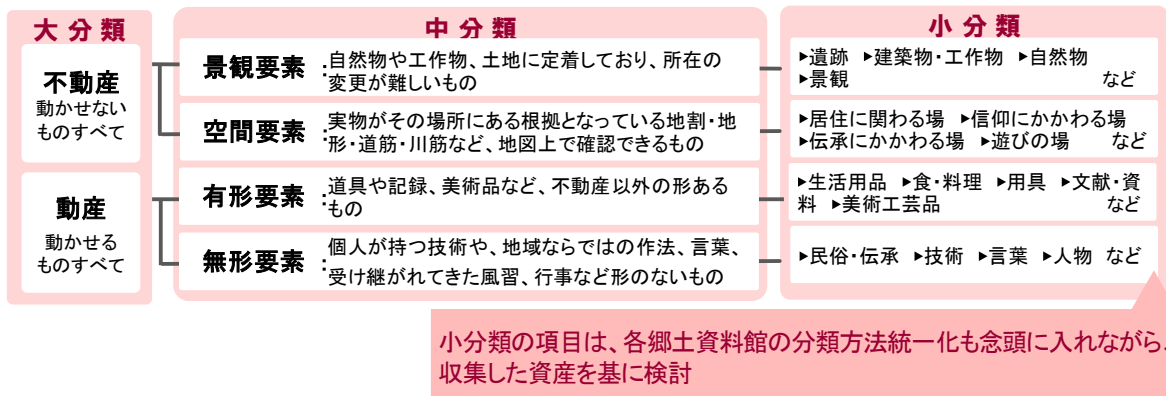 大分類
中分類
小分類
不動産
動かせない
ものすべて
景観要素:自然物や工作物、土地に定着しており、所在の
変更が難しいもの
▶遺跡 ▶建築物・工作物 ▶自然物
▶景観 など
空間要素:実物がその場所にある根拠となっている地割・地
形・道筋・川筋など、地図上で確認できるもの
▶居住に関わる場 ▶信仰にかかわる場
▶伝承にかかわる場 ▶遊びの場 など
動産
動かせる
ものすべて
有形要素:道具や記録、美術品など、不動産以外の形ある
もの
▶生活用品 ▶食・料理 ▶用具 ▶文献・資
料 ▶美術工芸品 など
無形要素:個人が持つ技術や、地域ならではの作法、言葉、
受け継がれてきた風習、行事など形のないもの
▶民俗・伝承 ▶技術 ▶言葉 ▶人物 など
小分類の項目は、各郷土資料館の分類方法統一化も念頭に入れながら、
収集した資産を基に検討